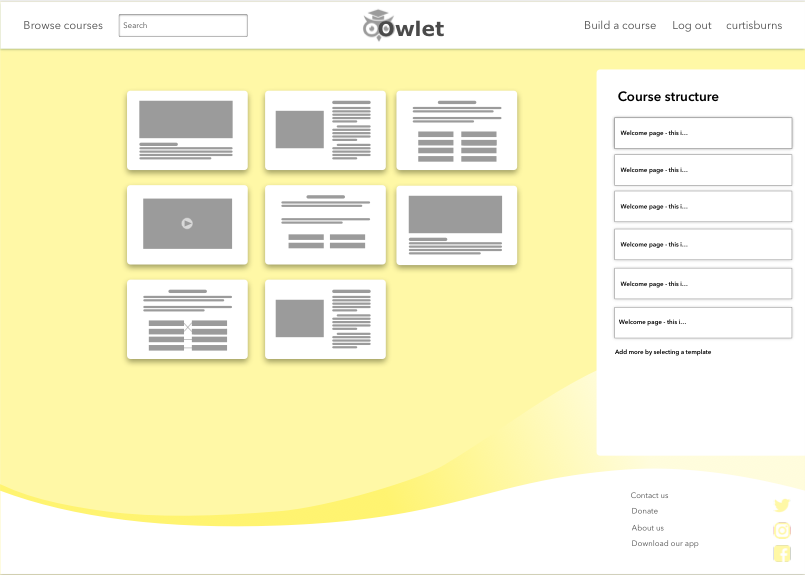 Browse courses
Search
Owlet
Build a course
Log out
curtisburns
Course structure
Welcome page - this i...
Welcome page - this i...
Welcome page - this i...
Welcome page - this i...
Welcome page - this i...
Welcome page - this i...
Add more by selecting a template
Contact us
Donate
About us
Download our app